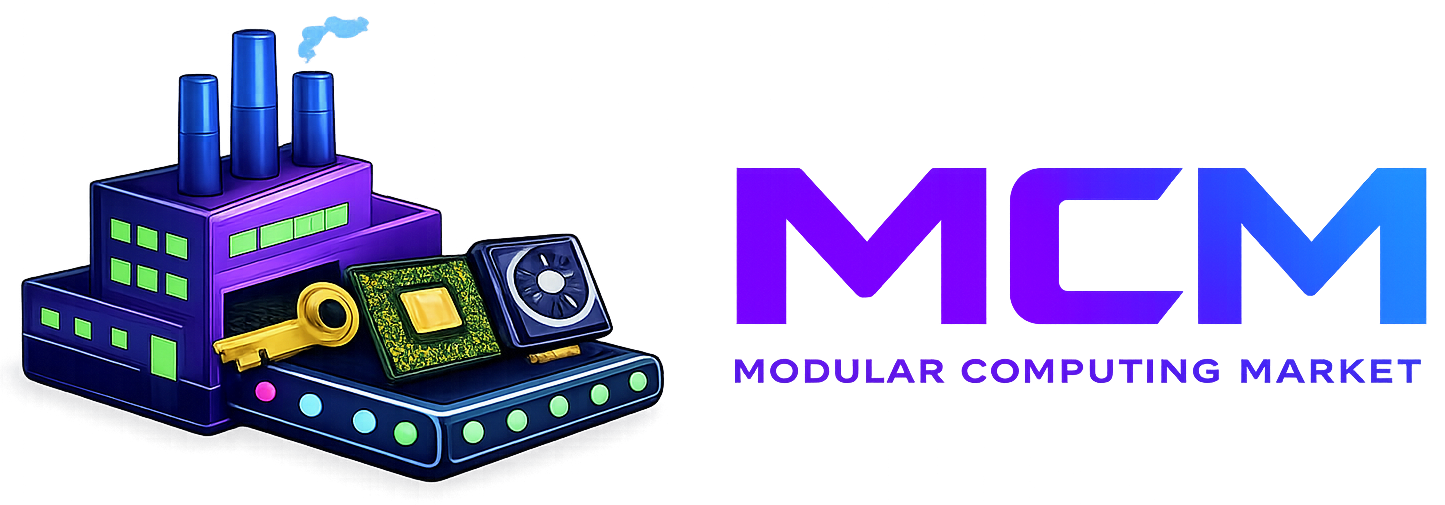 MCM
MODULAR COMPUTING MARKET